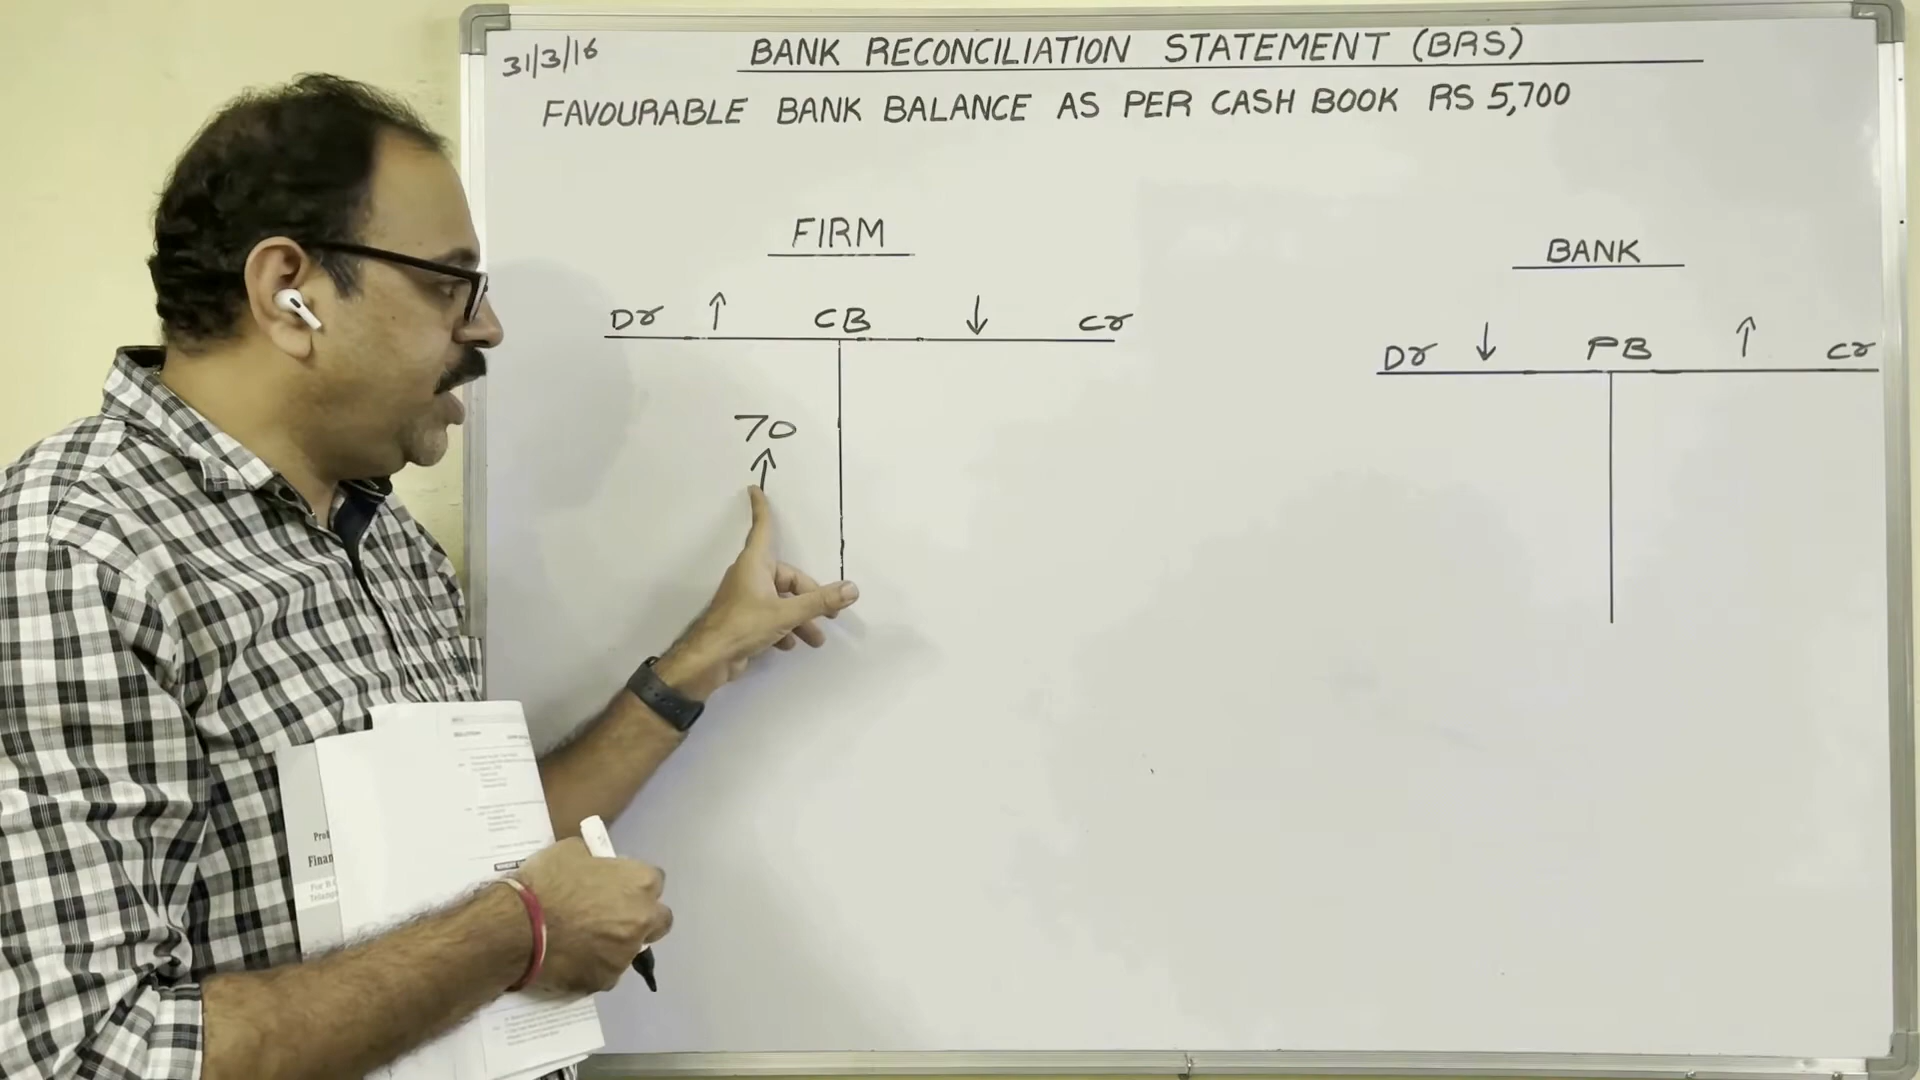 31/3/16 BANK RECONCILIATION STATEMENT (BRS)
FAVOURABLE BANK BALANCE AS PER CASH BOOK RS 5,700
FIRM
Dr ↑ CB ↓ Cr
70
↑
BANK
Dr ↓ PB ↑ Cr